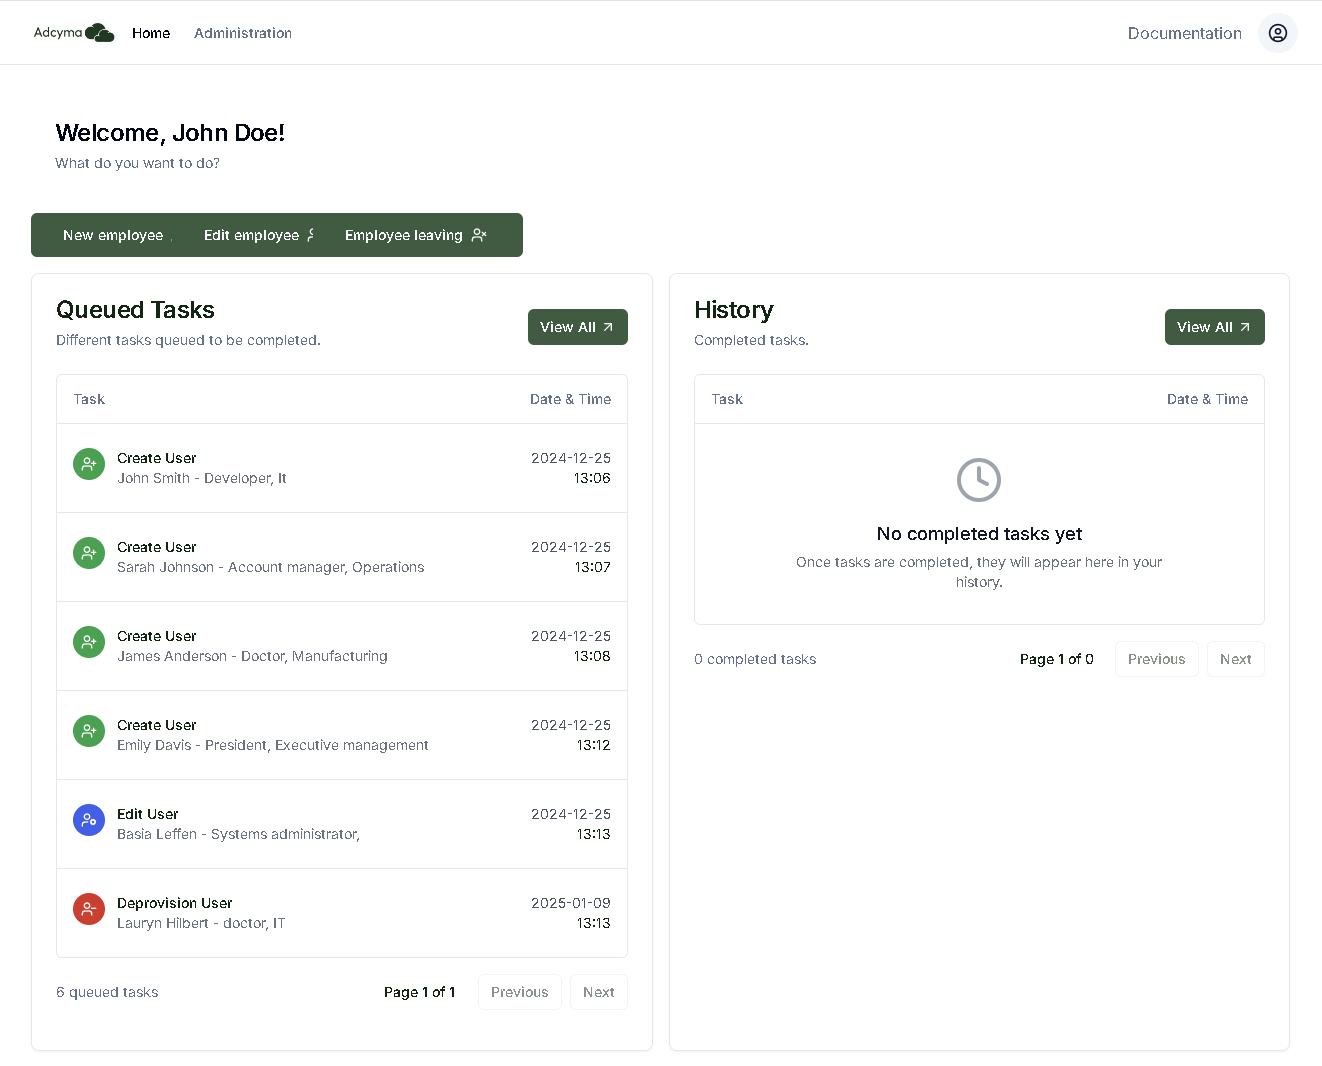 Adcyma Home Administration Documentation
Welcome, John Doe!
What do you want to do?
New employee Edit employee Employee leaving
Queued Tasks
Different tasks queued to be completed.
View All
Task Date & Time
Create User 2024-12-25
John Smith - Developer, It 13:06
Create User 2024-12-25
Sarah Johnson - Account manager, Operations 13:07
Create User 2024-12-25
James Anderson - Doctor, Manufacturing 13:08
Create User 2024-12-25
Emily Davis - President, Executive management 13:12
Edit User 2024-12-25
Basia Leffen - Systems administrator, 13:13
Deprovision User 2025-01-09
Lauryn Hilbert - doctor, IT 13:13
6 queued tasks Page 1 of 1 Previous Next
History
Completed tasks.
View All
Task Date & Time
No completed tasks yet
Once tasks are completed, they will appear here in your
history.
0 completed tasks Page 1 of 0 Previous Next